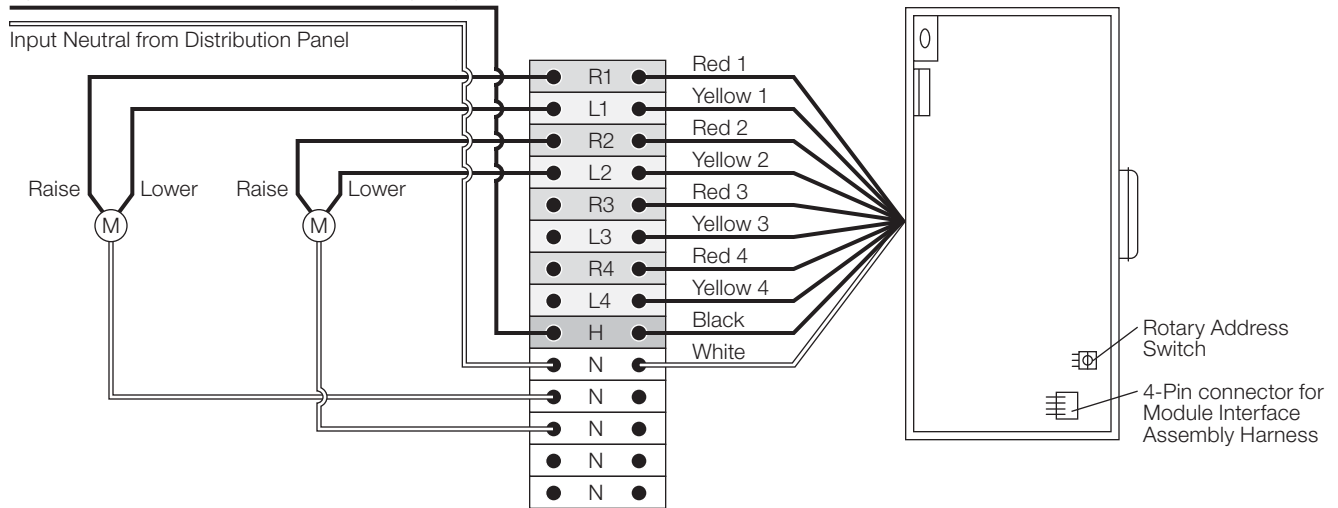 Input Neutral from Distribution Panel
R1 Red 1
L1 Yellow 1
R2 Red 2
L2 Yellow 2
Raise Lower Raise Lower
R3 Red 3
M M
L3 Yellow 3
R4 Red 4
L4 Yellow 4
H Black
N White
N
N
N
N
Rotary Address
Switch
4-Pin connector for
Module Interface
Assembly Harness